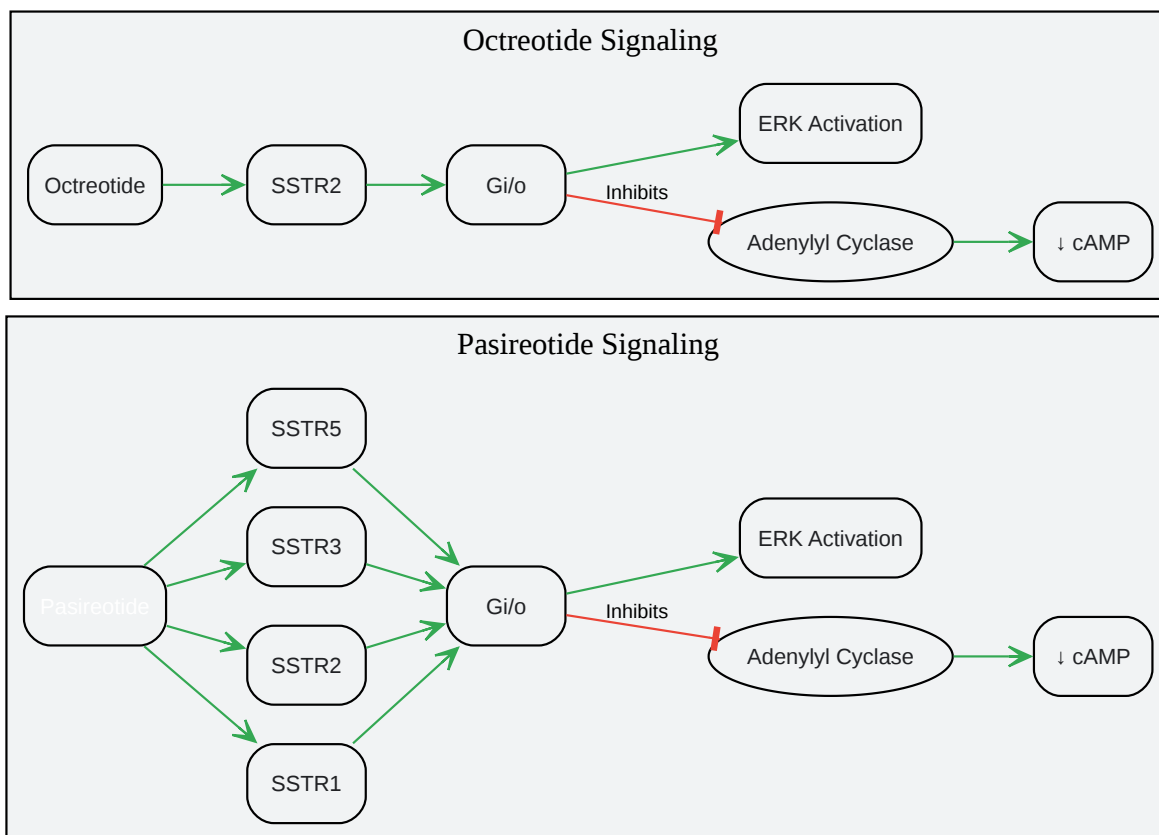 Octreotide Signaling
ERK Activation
Octreotide
SSTR2
Gi/o
Inhibits
Adenylyl Cyclase
↓ cAMP
Pasireotide Signaling
SSTR5
SSTR3
ERK Activation
Pasireotide
Gi/o
Inhibits
SSTR2
Adenylyl Cyclase
↓ cAMP
SSTR1